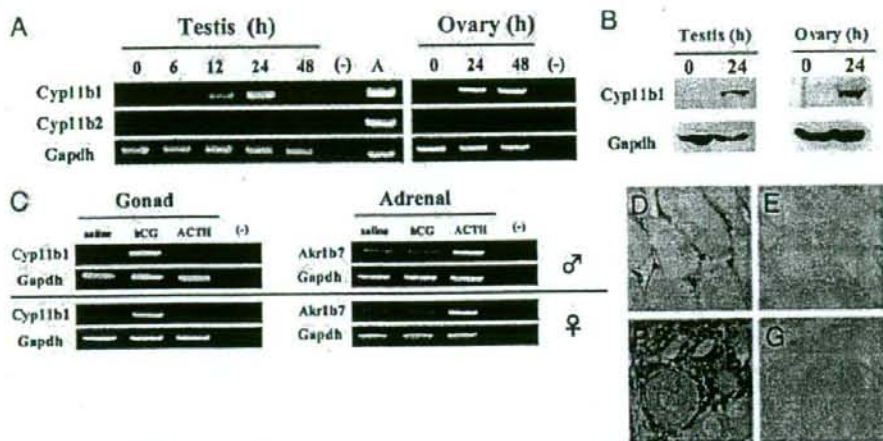 A
Testis (h)
Ovary (h)
0 6 12 24 48 (-) A
0 24 48 (-)
Cyp11b1
Cyp11b2
Gapdh
B
Testis (h)
Ovary (h)
0 24
0 24
Cyp11b1
Gapdh
C
Gonad
Adrenal
saline hCG ACTH (-)
saline hCG ACTH (-)
Cyp11b1
Gapdh
Akr1b7
Gapdh
♂
Cyp11b1
Gapdh
Akr1b7
Gapdh
♀
D
E
F
G